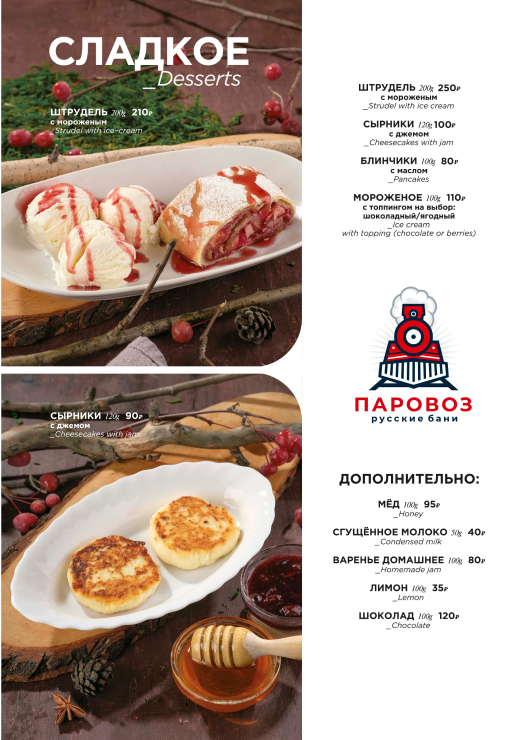 СЛАДКОЕ
_Desserts
ШТРУДЕЛЬ 200g 210₽
с мороженым
_Strudel with ice-cream
СЫРНИКИ 120g 90₽
с джемом
_Cheesecakes with jam
ШТРУДЕЛЬ 200g 250₽
с мороженым
_Strudel with ice cream
СЫРНИКИ 120g 100₽
с джемом
_Cheesecakes with jam
БЛИНЧИКИ 100g 80₽
с маслом
_Pancakes
МОРОЖЕНОЕ 100g 110₽
с топпингом на выбор:
шоколадный/ягодный
_Ice cream
with topping (chocolate or berries)
ПАРОВОЗ
русские бани
ДОПОЛНИТЕЛЬНО:
МЁД 100g 95₽
_Honey
СГУЩЁННОЕ МОЛОКО 50g 40₽
_Condensed milk
ВАРЕНЬЕ ДОМАШНЕЕ 100g 80₽
_Homemade jam
ЛИМОН 100g 35₽
_Lemon
ШОКОЛАД 100g 120₽
_Chocolate